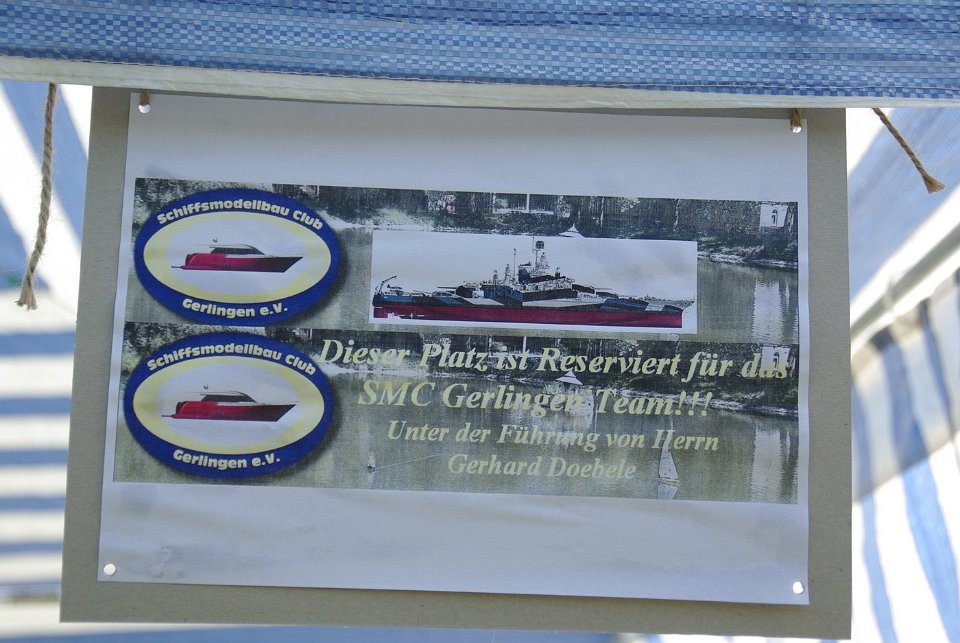 Schiffsmodellbau Club
Gerlingen e.V.
Schiffsmodellbau Club
Gerlingen e.V.
Dieser Platz ist Reserviert für das
SMC Gerlingen Team!!!
Unter der Führung von Herrn
Gerhard Doebele